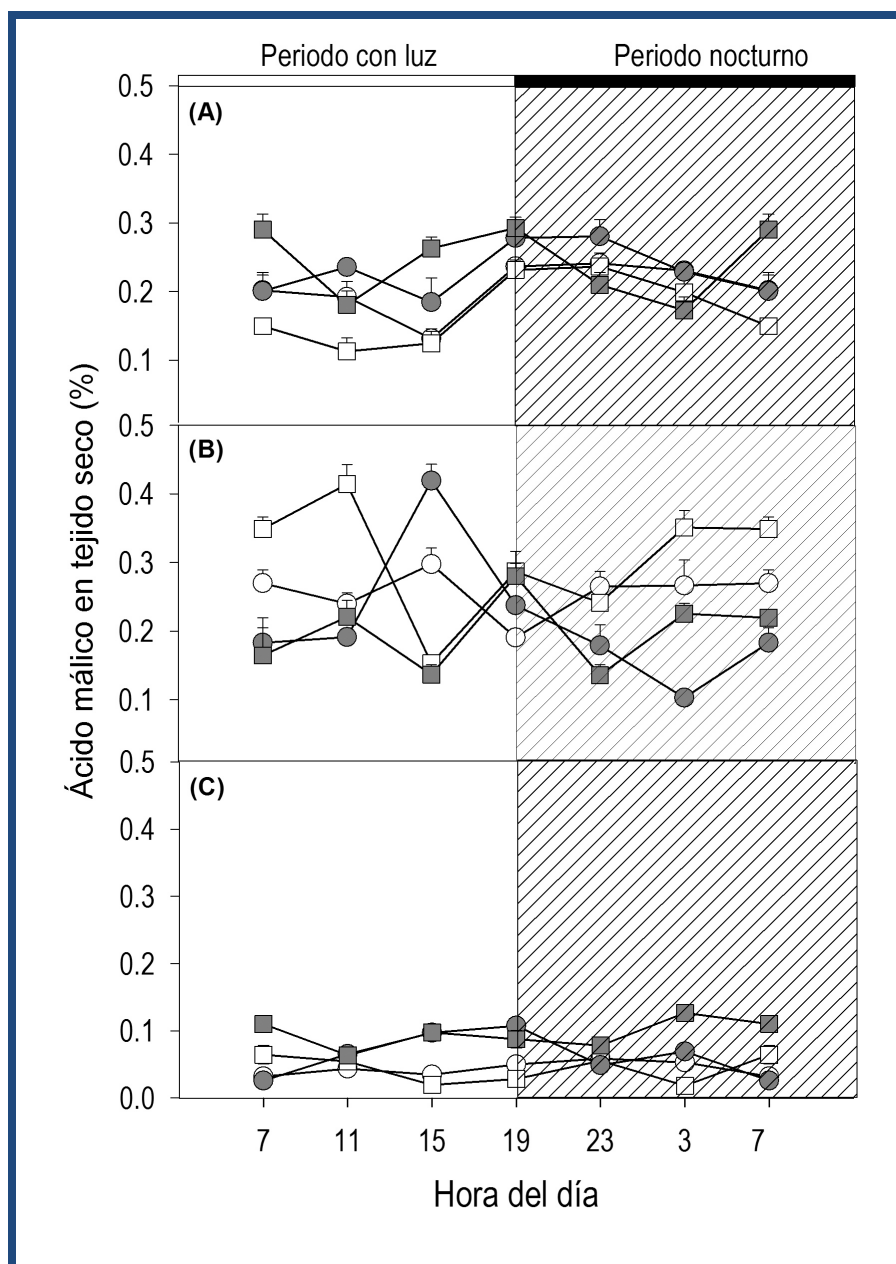 Periodo con luz Periodo nocturno
0.5
(A)
0.4
0.3
0.2
0.1
0.5
(B)
0.4
0.3
0.2
0.1
0.5
(C)
0.4
0.3
0.2
0.1
0.0
Ácido málico en tejido seco (%)
7 11 15 19 23 3 7
Hora del día